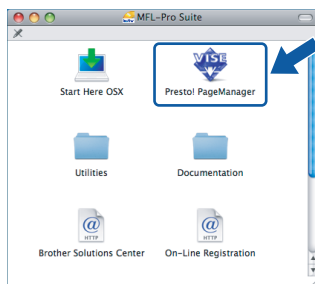 MFL-Pro Suite
VISE
Start Here OSX
Presto! PageManager
Utilities
Documentation
@
HTTP
@
HTTP
Brother Solutions Center
On-Line Registration